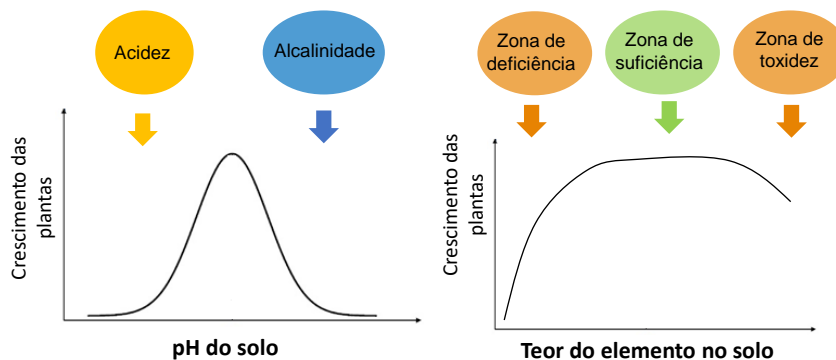 Acidez
Alcalinidade
Crescimento das
plantas
pH do solo
Zona de
deficiência
Zona de
suficiência
Zona de
toxidez
Crescimento das
plantas
Teor do elemento no solo